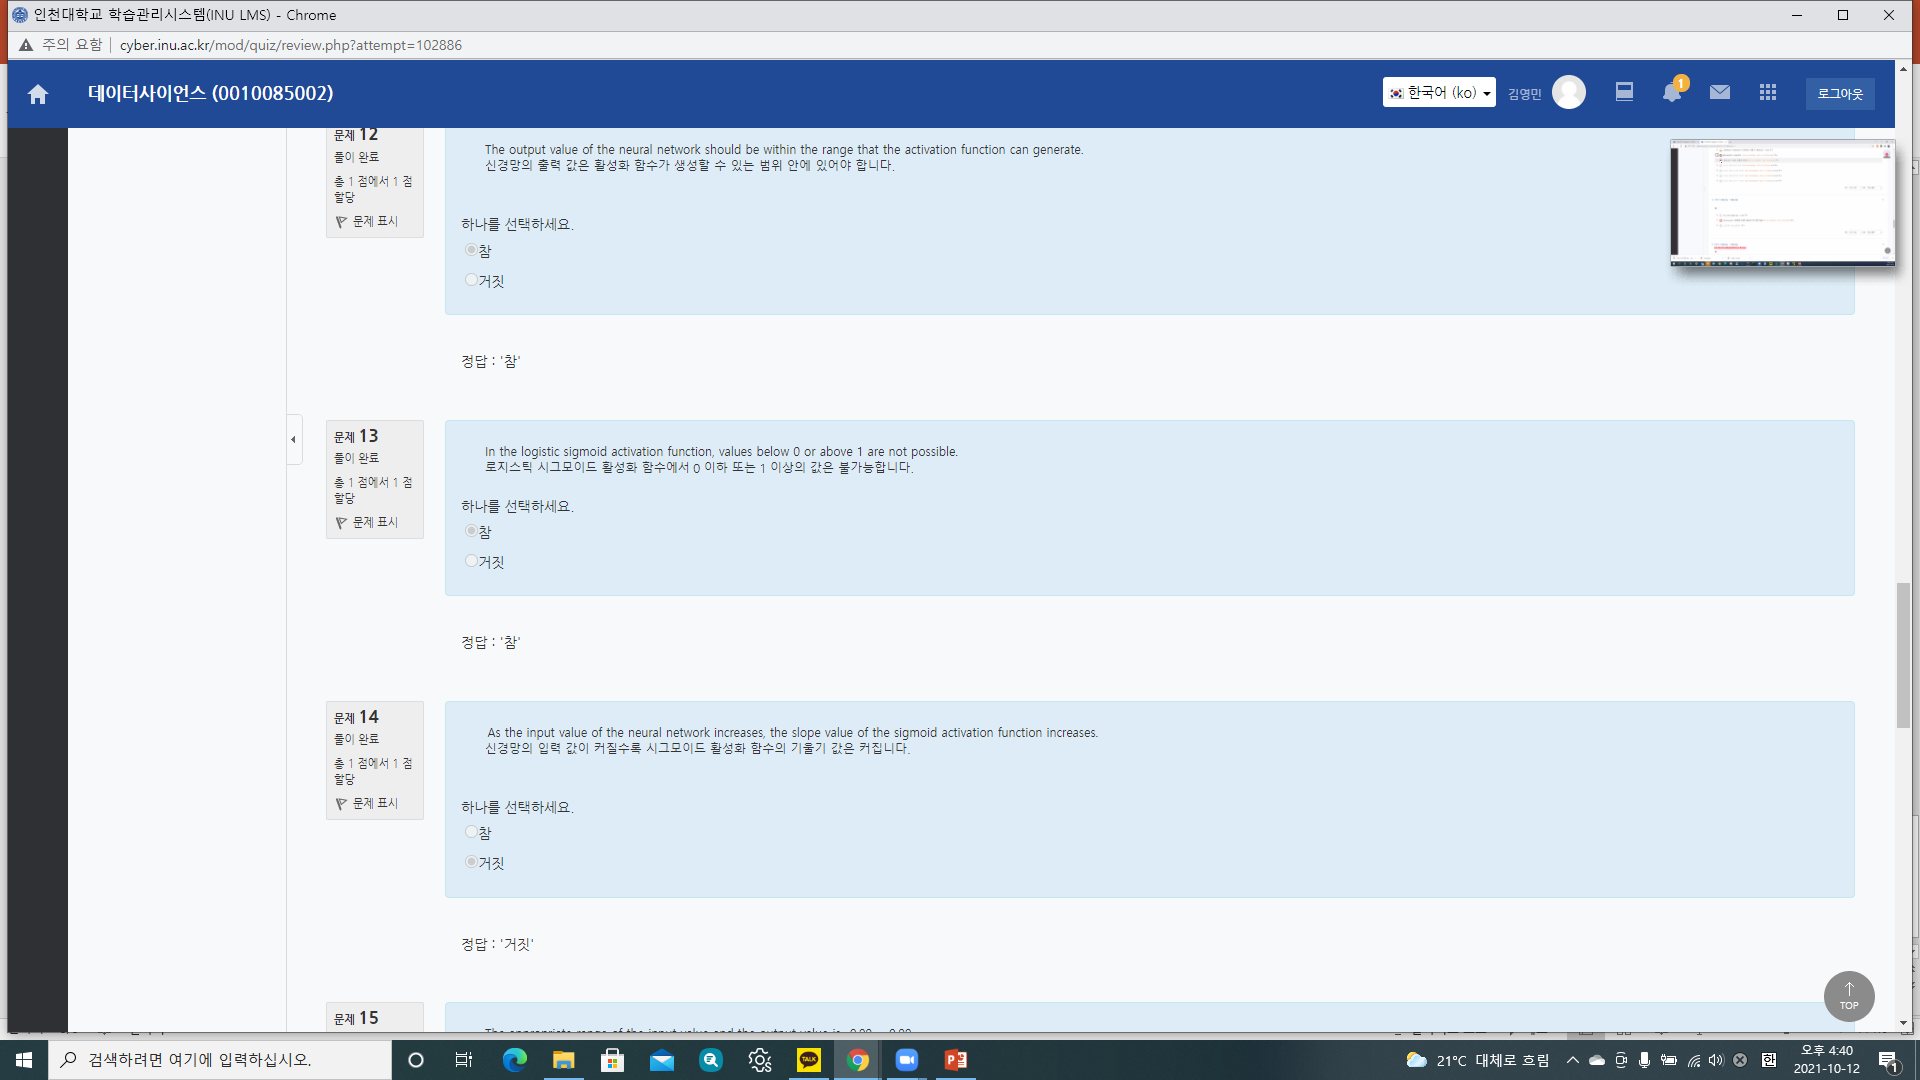 인천대학교 학습관리시스템(INU LMS) - Chrome
주의 요함 cyber.inu.ac.kr/mod/quiz/review.php?attempt=102886
데이터사이언스 (0010085002)
한국어 (ko)
김영민
1
로그아웃
문제 12
풀이 완료
총 1 점에서 1 점
할당
문제 표시
The output value of the neural network should be within the range that the activation function can generate.
신경망의 출력 값은 활성화 함수가 생성할 수 있는 범위 안에 있어야 합니다.
하나를 선택하세요.
참
거짓
정답 : '참'
문제 13
풀이 완료
총 1 점에서 1 점
할당
문제 표시
In the logistic sigmoid activation function, values below 0 or above 1 are not possible.
로지스틱 시그모이드 활성화 함수에서 0 이하 또는 1 이상의 값은 불가능합니다.
하나를 선택하세요.
참
거짓
정답 : '참'
문제 14
풀이 완료
총 1 점에서 1 점
할당
문제 표시
As the input value of the neural network increases, the slope value of the sigmoid activation function increases.
신경망의 입력 값이 커질수록 시그모이드 활성화 함수의 기울기 값은 커집니다.
하나를 선택하세요.
참
거짓
정답 : '거짓'
문제 15
The appropriate range of the input value and the output value is
TOP
검색하려면 여기에 입력하십시오.
TALK
21°C 대체로 흐림
한
오후 4:40
2021-10-12
1